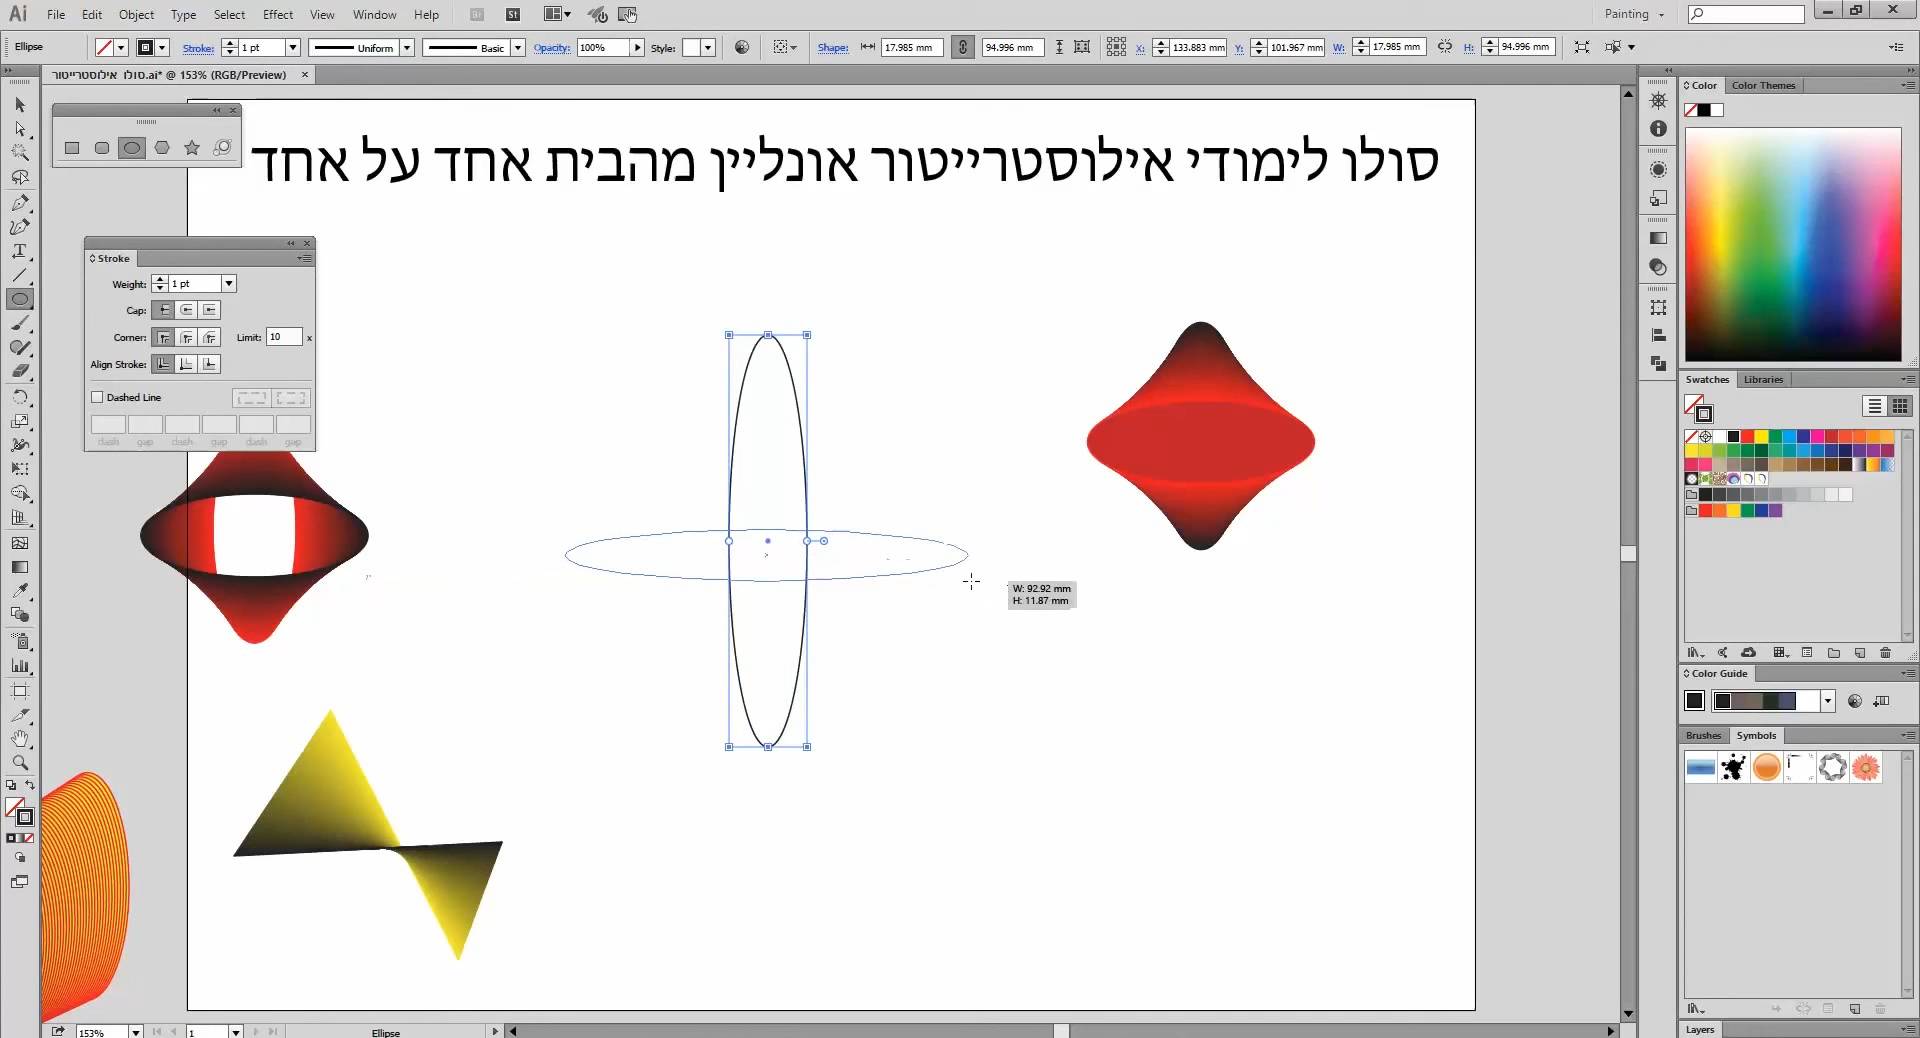 Ai File Edit Object Type Select Effect View Window Help Br St Painting
Ellipse Stroke: 1 pt Uniform Basic Opacity: 100% Style: Shape: 17.985 mm 94.996 mm X: 133.883 mm Y: 101.967 mm W: 17.985 mm H: 94.996 mm
סולו אילוסטרייטור.ai* @ 153% (RGB/Preview)
סולו לימודי אילוסטרייטור אונליין מהבית אחד על אחד
Stroke
Weight: 1 pt
Cap:
Corner: Limit: 10 x
Align Stroke:
Dashed Line
dash gap dash gap dash gap
W: 92.92 mm
H: 11.87 mm
Color Color Themes
Swatches Libraries
Color Guide
Brushes Symbols
Layers
153% 1 Ellipse